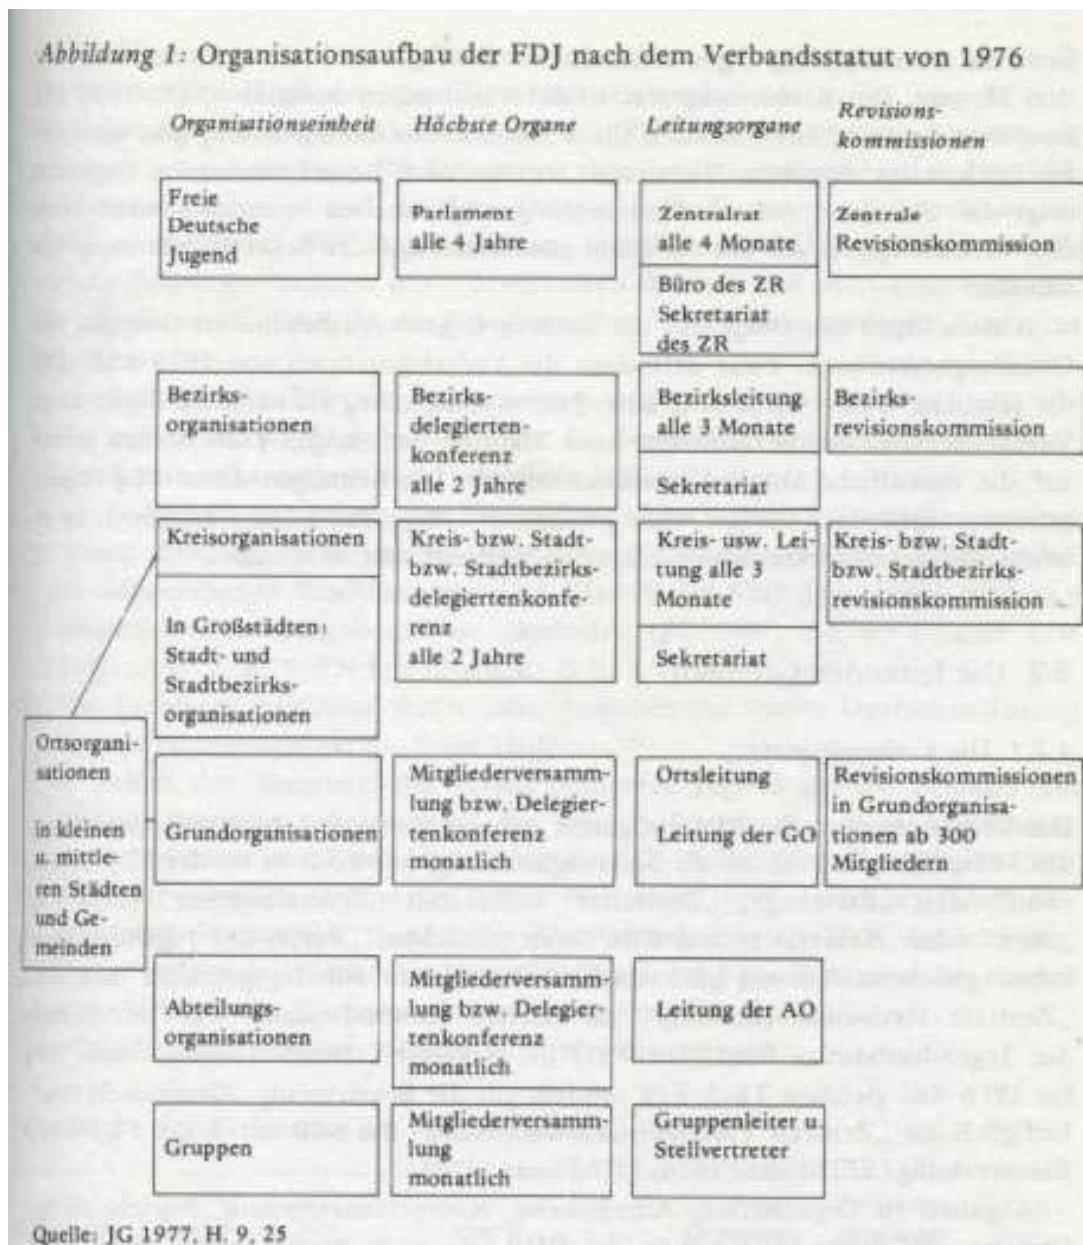 Abbildung 1: Organisationsaufbau der FDJ nach dem Verbandsstatut von 1976
Organisationseinheit
Höchste Organe
Leitungsorgane
Revisions-
kommissionen
Freie
Deutsche
Jugend
Parlament
alle 4 Jahre
Zentralrat
alle 4 Monate
Büro des ZR
Sekretariat
des ZR
Zentrale
Revisionskommission
Bezirks-
organisationen
Bezirks-
delegierten-
konferenz
alle 2 Jahre
Bezirksleitung
alle 3 Monate
Sekretariat
Bezirks-
revisionskommission
Kreisorganisationen
In Großstädten:
Stadt- und
Stadtbezirks-
organisationen
Kreis- bzw. Stadt-
bzw. Stadtbezirks-
delegiertenkonfe-
renz
alle 2 Jahre
Kreis- usw. Lei-
tung alle 3
Monate
Sekretariat
Kreis- bzw. Stadt-
bzw. Stadtbezirks-
revisionskommission
Ortsorgani-
sationen
in kleinen
u. mittle-
ren Städten
und Ge-
meinden
Grundorganisationen
Mitgliederversamm-
lung bzw. Delegier-
tenkonferenz
monatlich
Ortsleitung
Leitung der GO
Revisionskommissionen
in Grundorganisa-
tionen ab 300
Mitgliedern
Abteilungs-
organisationen
Mitgliederversamm-
lung bzw. Delegier-
tenkonferenz
monatlich
Leitung der AO
Gruppen
Mitgliederversamm-
lung
monatlich
Gruppenleiter u.
Stellvertreter
Quelle: JG 1977, H. 9, 25